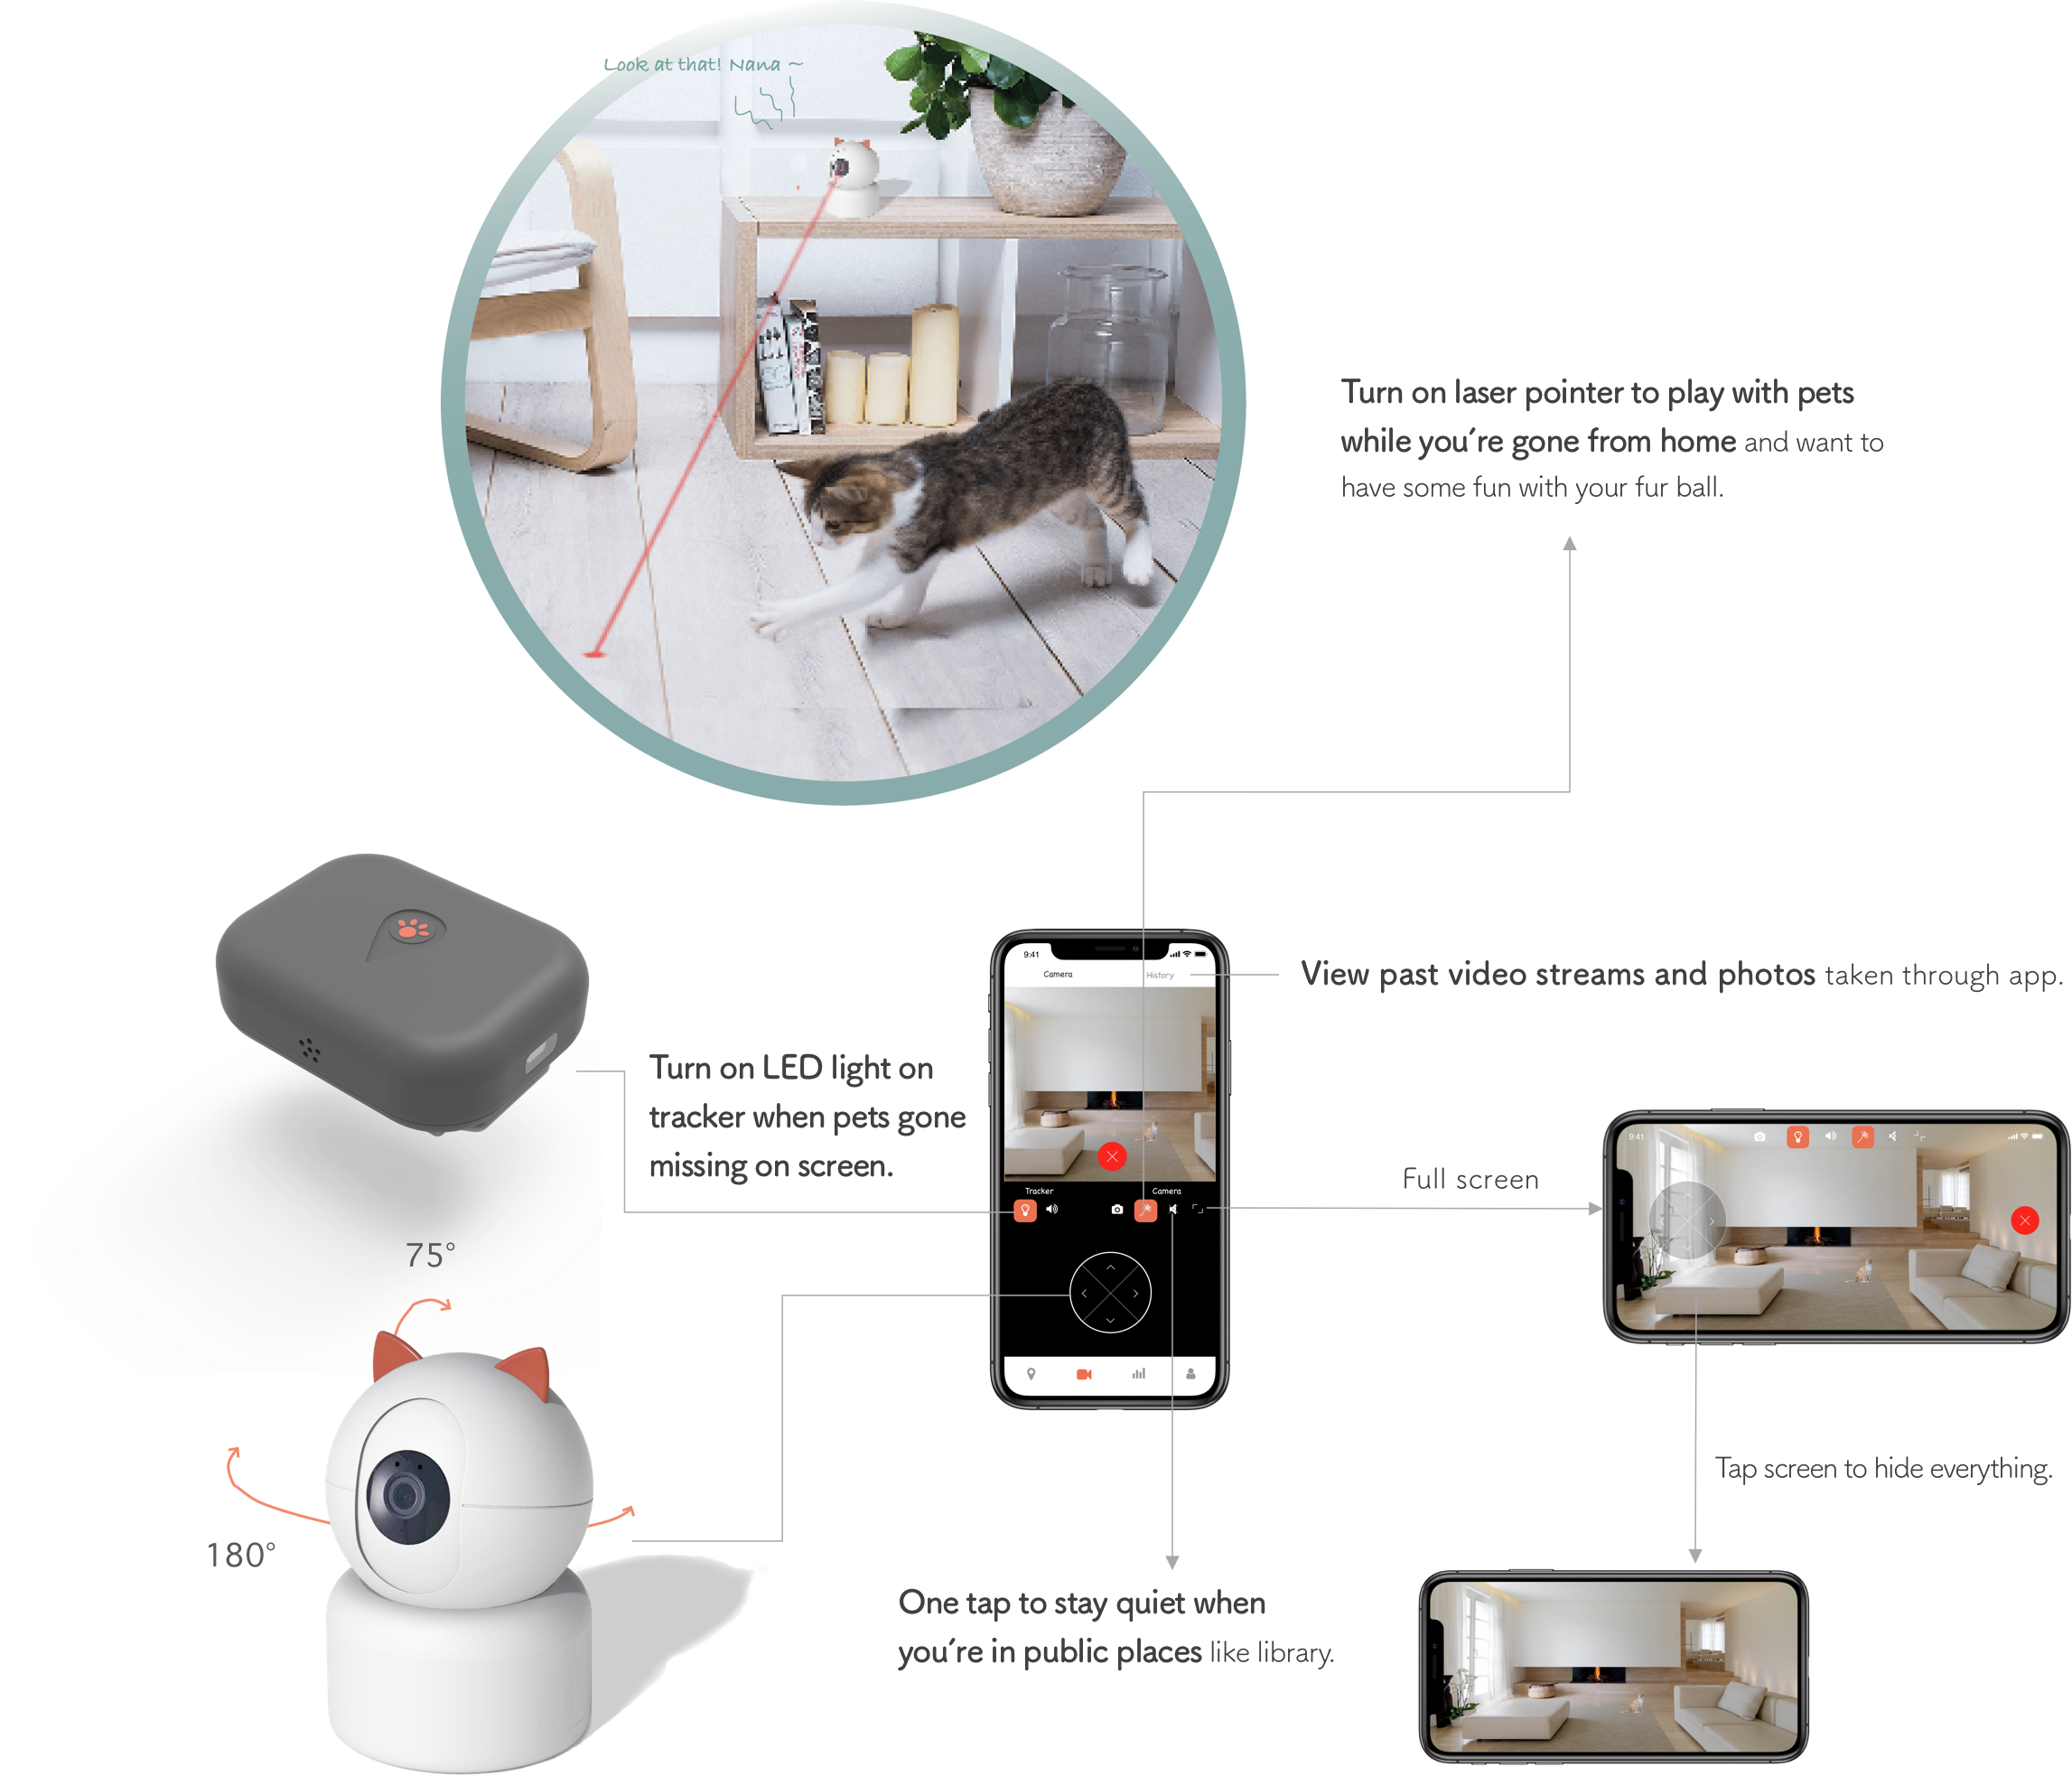 Look at that! Nana ~
Turn on laser pointer to play with pets
while you're gone from home and want to
have some fun with your fur ball.
9:41
Camera
History
View past video streams and photos taken through app.
Turn on LED light on
tracker when pets gone
missing on screen.
Tracker
Camera
Full screen
9:41
75°
180°
Tap screen to hide everything.
One tap to stay quiet when
you're in public places like library.